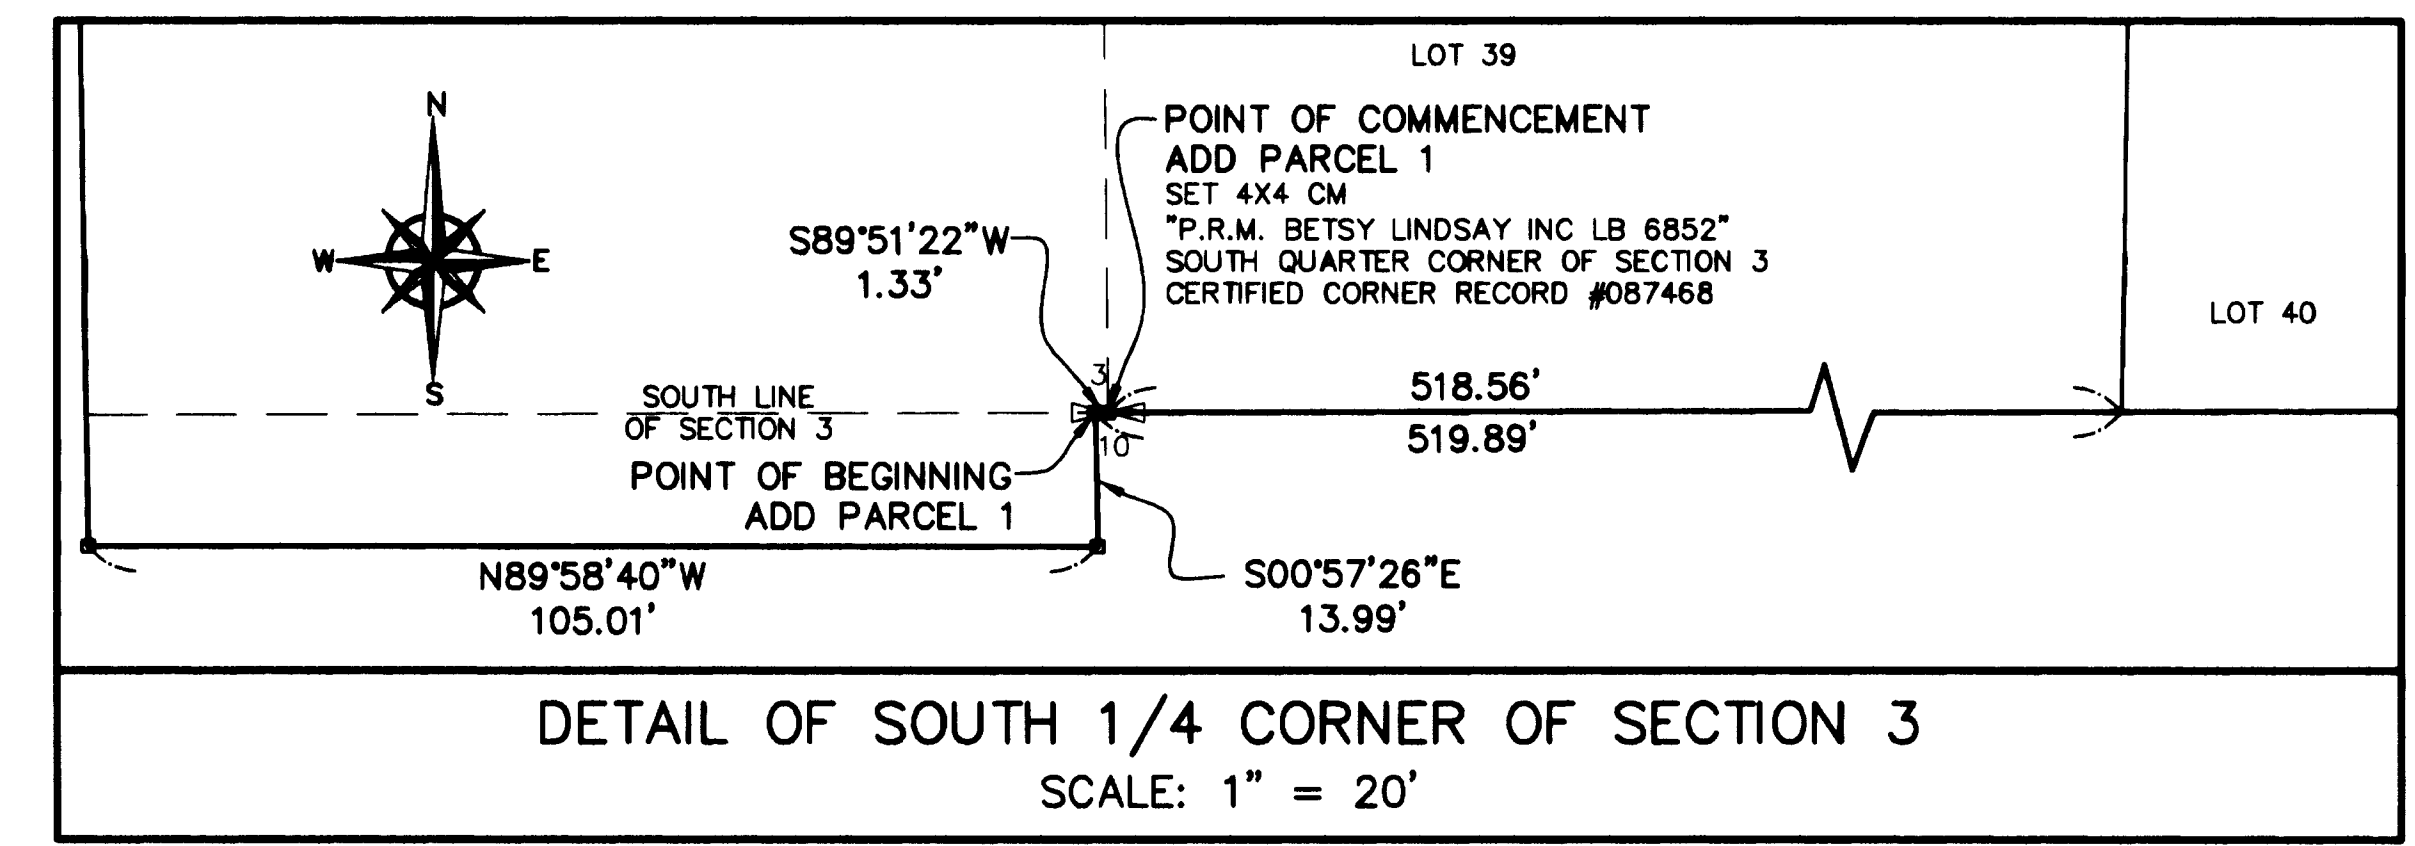 LOT 39
N
W
E
S
POINT OF COMMENCEMENT
ADD PARCEL 1
SET 4X4 CM
"P.R.M. BETSY LINDSAY INC LB 6852"
SOUTH QUARTER CORNER OF SECTION 3
CERTIFIED CORNER RECORD #087468
S89°51'22"W
1.33'
LOT 40
3
10
SOUTH LINE
OF SECTION 3
518.56'
519.89'
POINT OF BEGINNING
ADD PARCEL 1
N89°58'40"W
105.01'
S00°57'26"E
13.99'
DETAIL OF SOUTH 1/4 CORNER OF SECTION 3
SCALE: 1" = 20'